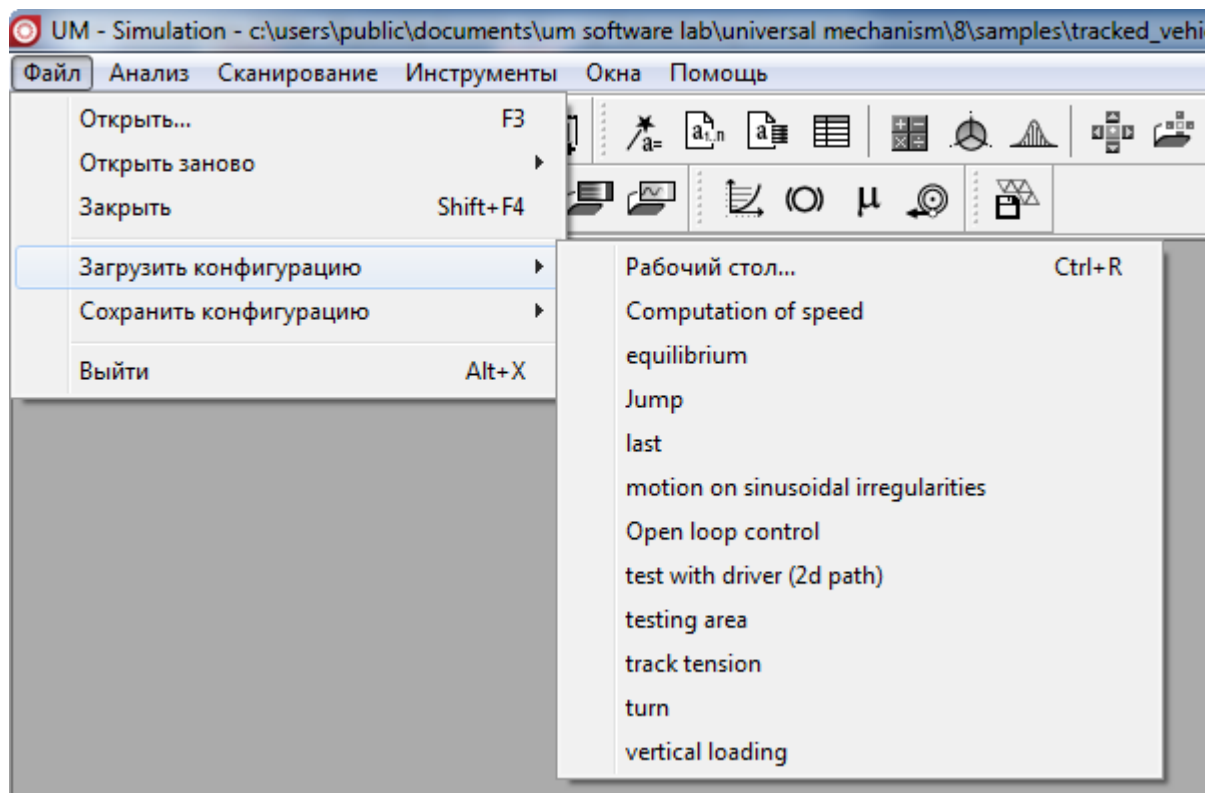 UM - Simulation - c:\users\public\documents\um software lab\universal mechanism\8\samples\tracked_vehi
Файл Анализ Сканирование Инструменты Окна Помощь
Открыть... F3
Открыть заново
Закрыть Shift+F4
Загрузить конфигурацию
Сохранить конфигурацию
Выйти Alt+X
Рабочий стол... Ctrl+R
Computation of speed
equilibrium
Jump
last
motion on sinusoidal irregularities
Open loop control
test with driver (2d path)
testing area
track tension
turn
vertical loading